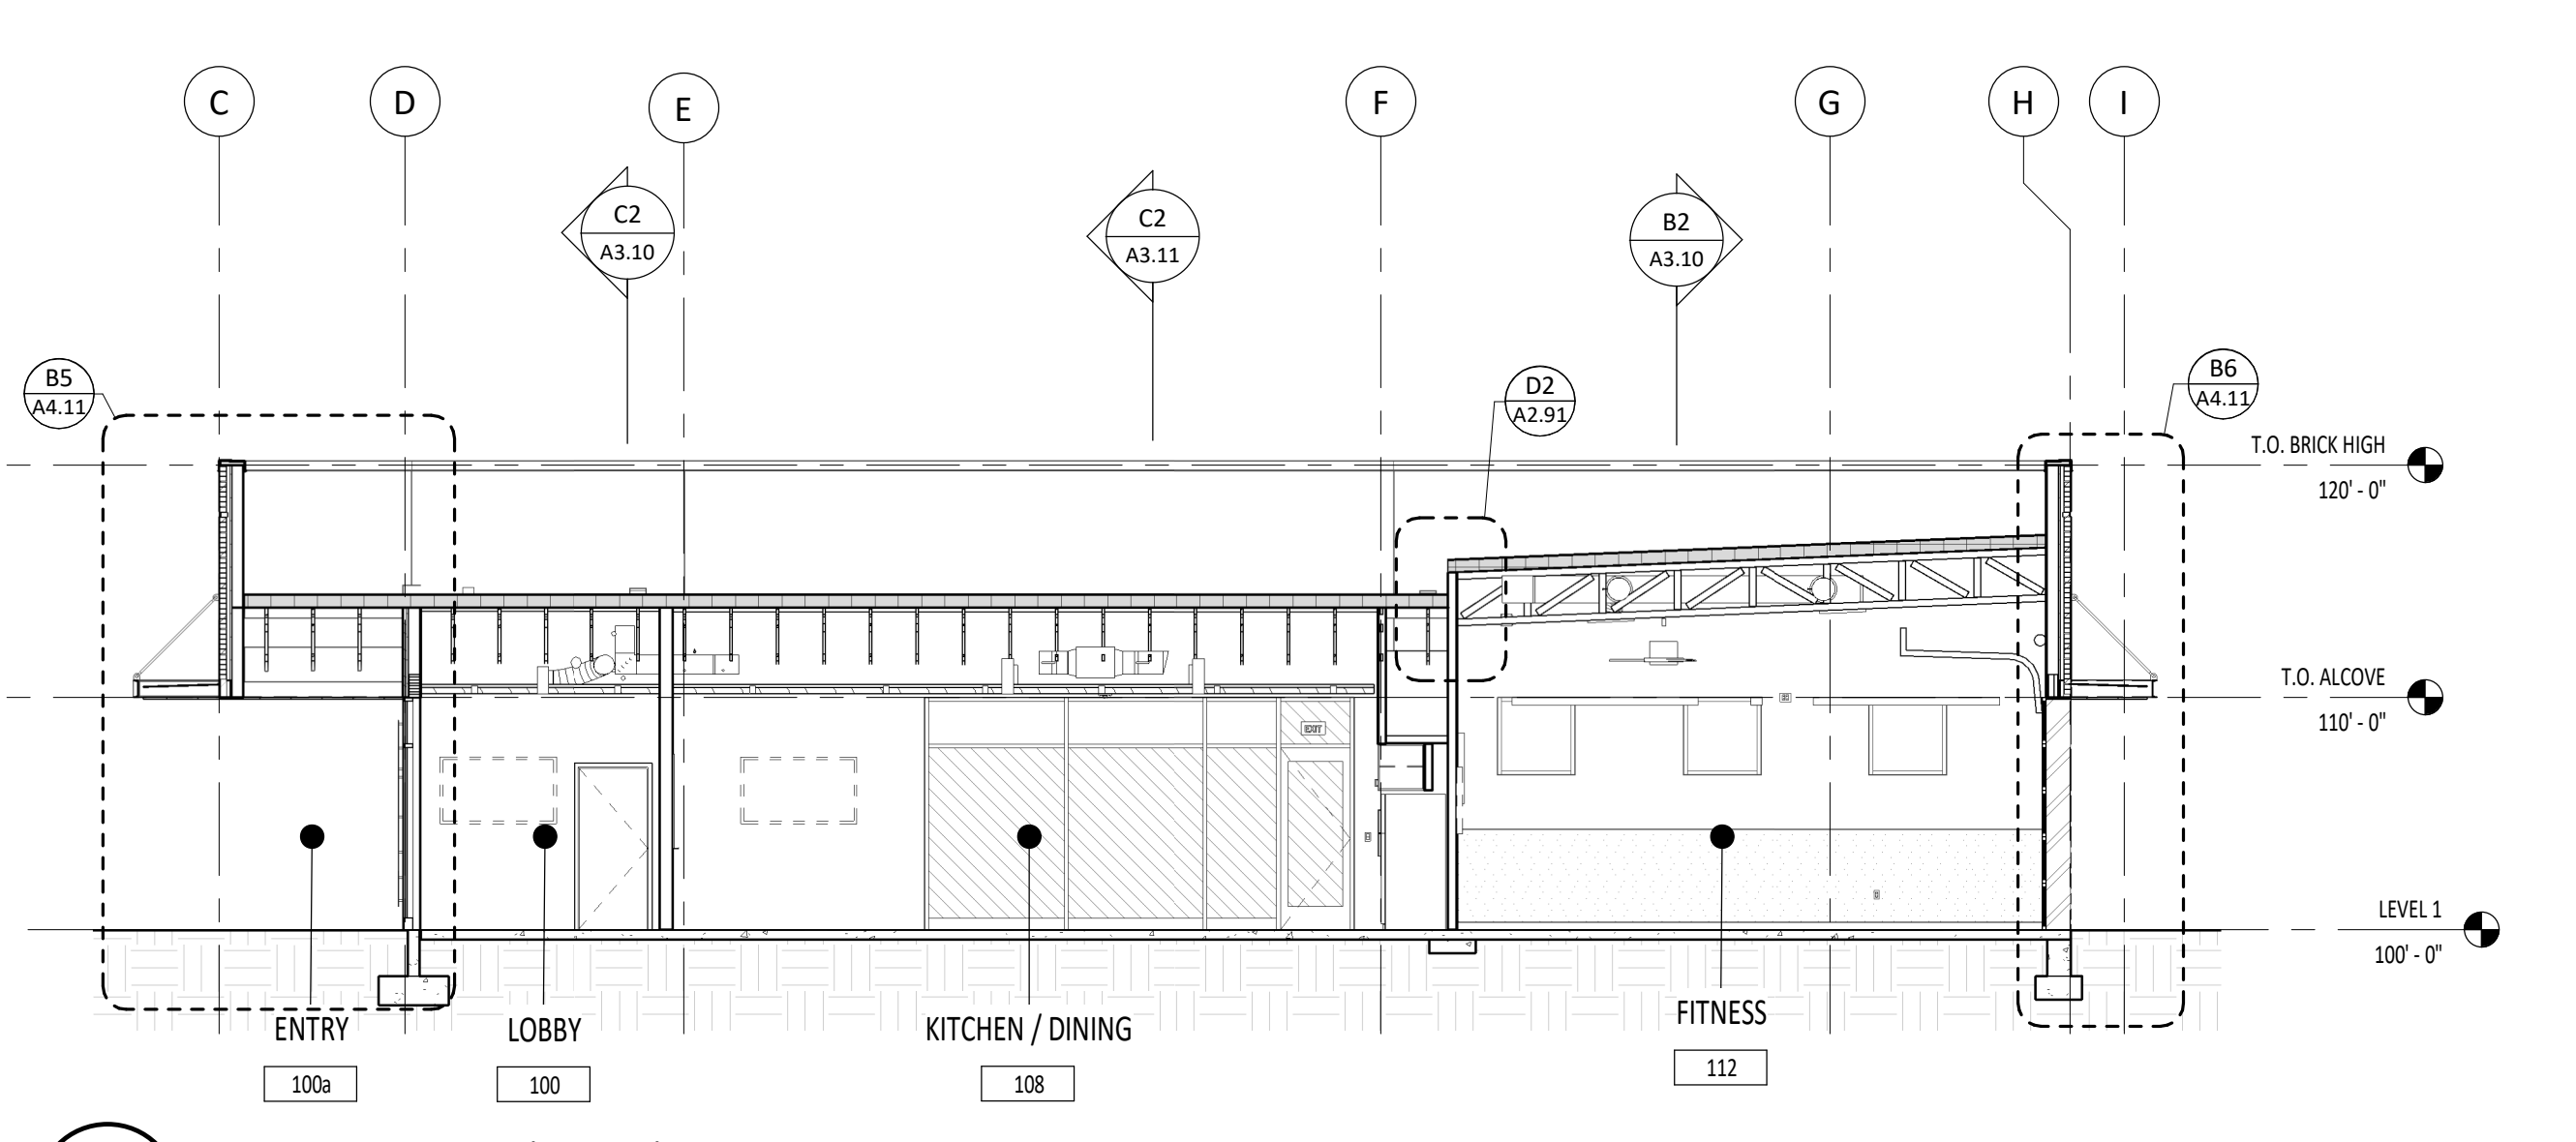 C
D
E
F
G
H
I
C2
A3.10
C2
A3.11
B2
A3.10
B5
A4.11
D2
A2.91
B6
A4.11
T.O. BRICK HIGH
120' - 0"
T.O. ALCOVE
110' - 0"
EXIT
LEVEL 1
100' - 0"
ENTRY
100a
LOBBY
100
KITCHEN / DINING
108
FITNESS
112